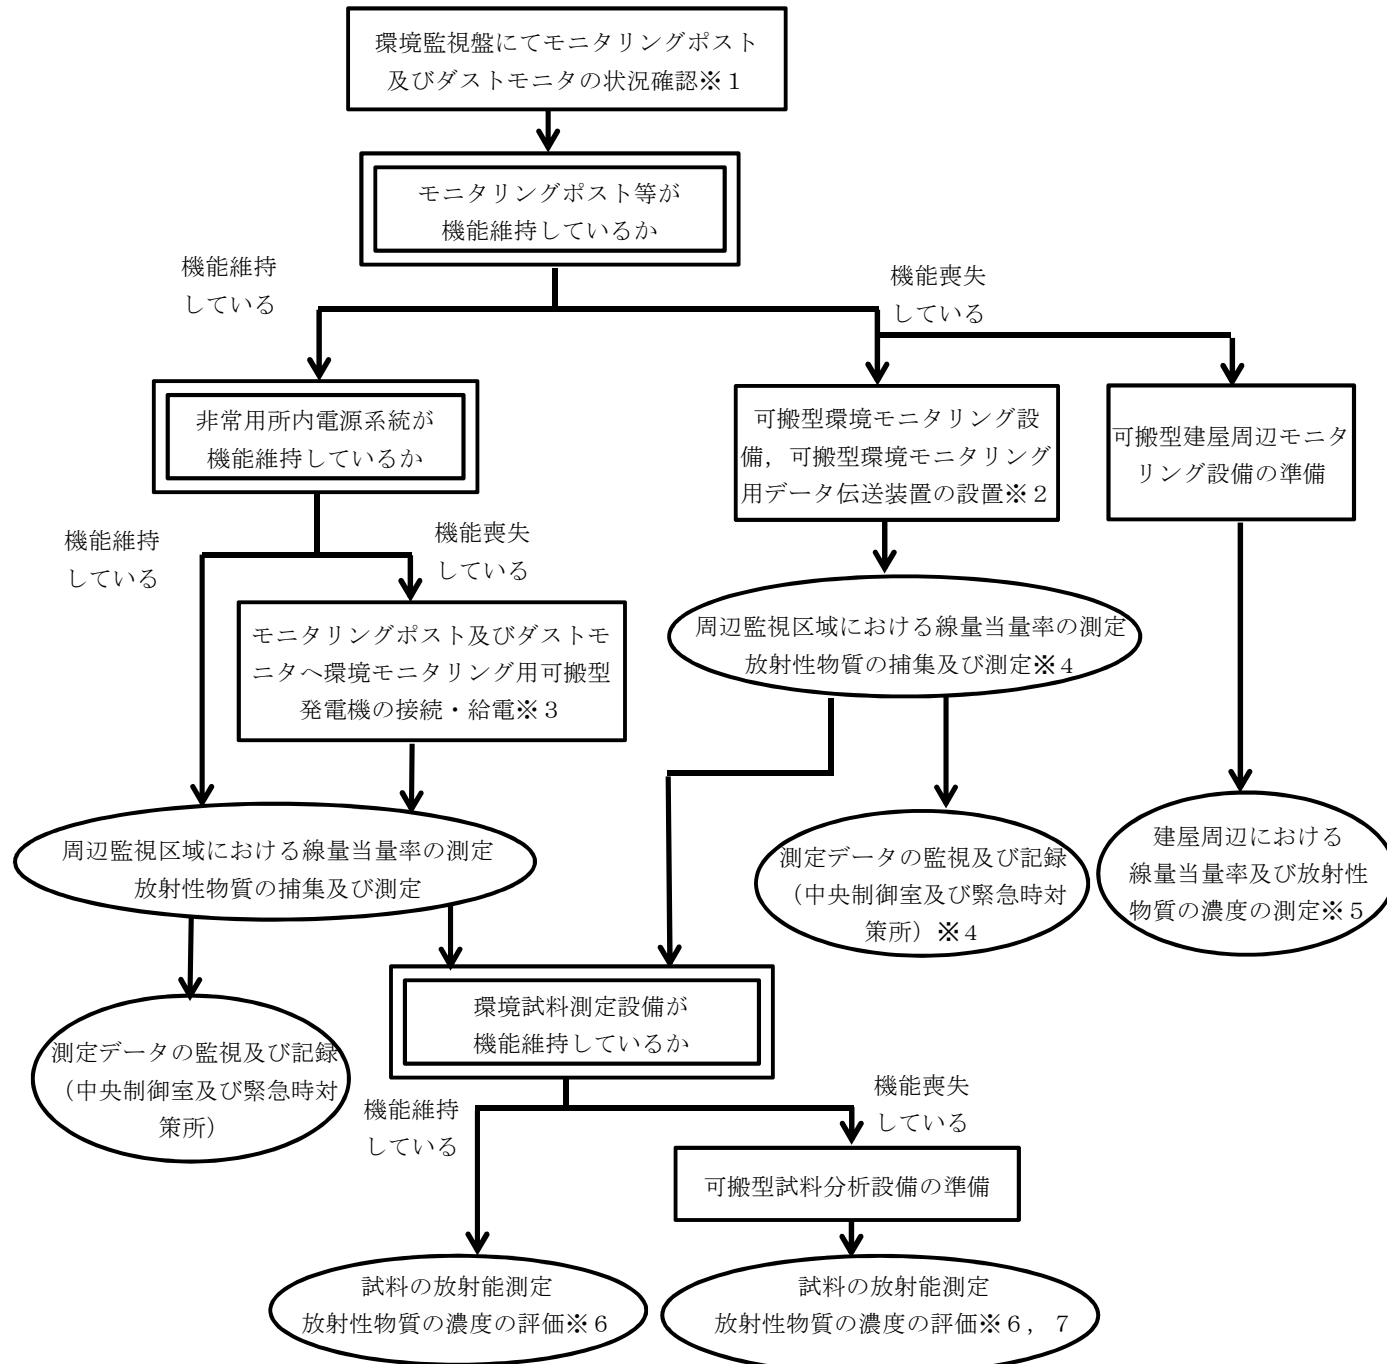 環境監視盤にてモニタリングポスト
及びダストモニタの状況確認※１
モニタリングポスト等が
機能維持しているか
機能維持
している
機能喪失
している
非常用所内電源系統が
機能維持しているか
可搬型環境モニタリング設
備，可搬型環境モニタリング
用データ伝送装置の設置※２
可搬型建屋周辺モニタ
リング設備の準備
機能維持
している
機能喪失
している
モニタリングポスト及びダストモ
ニタへ環境モニタリング用可搬型
発電機の接続・給電※３
周辺監視区域における線量当量率の測定
放射性物質の捕集及び測定※４
周辺監視区域における線量当量率の測定
放射性物質の捕集及び測定
測定データの監視及び記録
（中央制御室及び緊急時対
策所）※４
建屋周辺における
線量当量率及び放射性
物質の濃度の測定※５
測定データの監視及び記録
（中央制御室及び緊急時対
策所）
環境試料測定設備が
機能維持しているか
機能維持
している
機能喪失
している
可搬型試料分析設備の準備
試料の放射能測定
放射性物質の濃度の評価※６
試料の放射能測定
放射性物質の濃度の評価※６，７